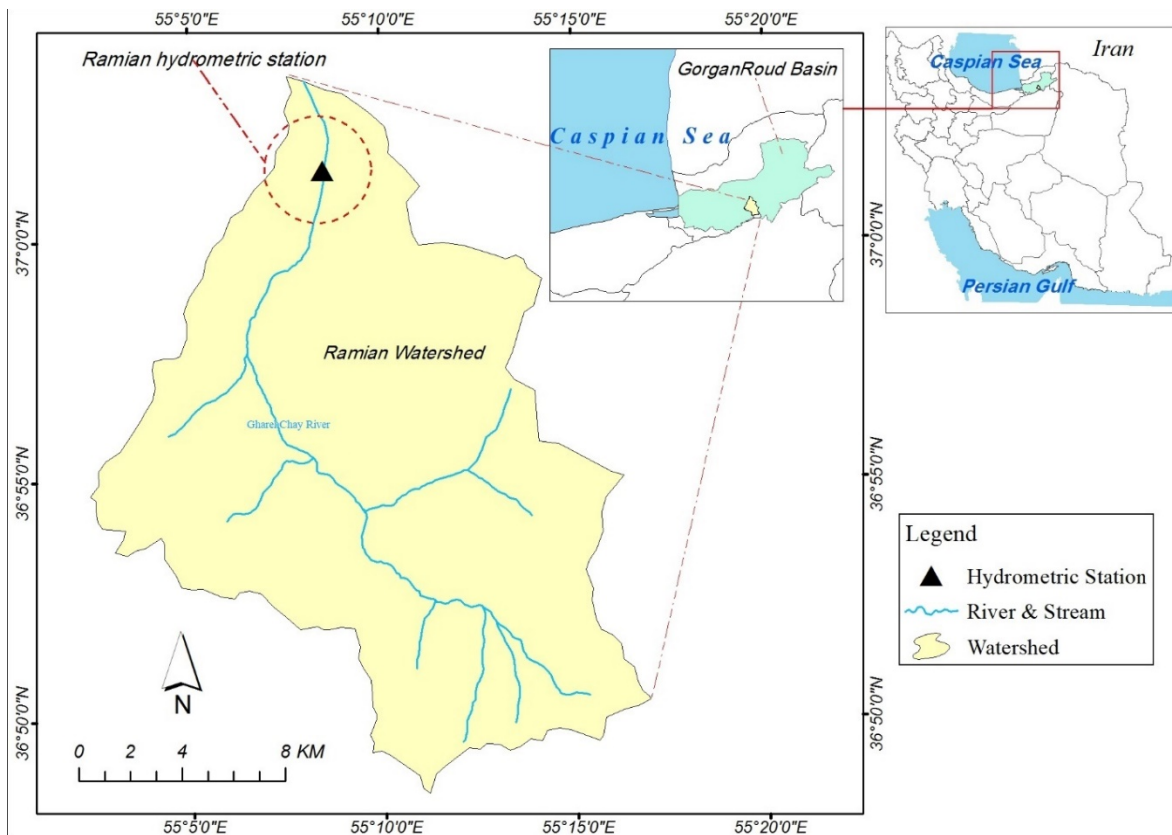 55°5'0"E 55°10'0"E 55°15'0"E 55°20'0"E
Ramian hydrometric station
GorganRoud Basin
Caspian Sea
Iran
Caspian Sea
Persian Gulf
37°0'0"N
37°0'0"N
Ramian Watershed
Gharel Chay River
36°55'0"N
36°55'0"N
Legend
Hydrometric Station
River & Stream
Watershed
N
36°50'0"N
36°50'0"N
0 2 4 8 KM
55°5'0"E 55°10'0"E 55°15'0"E 55°20'0"E